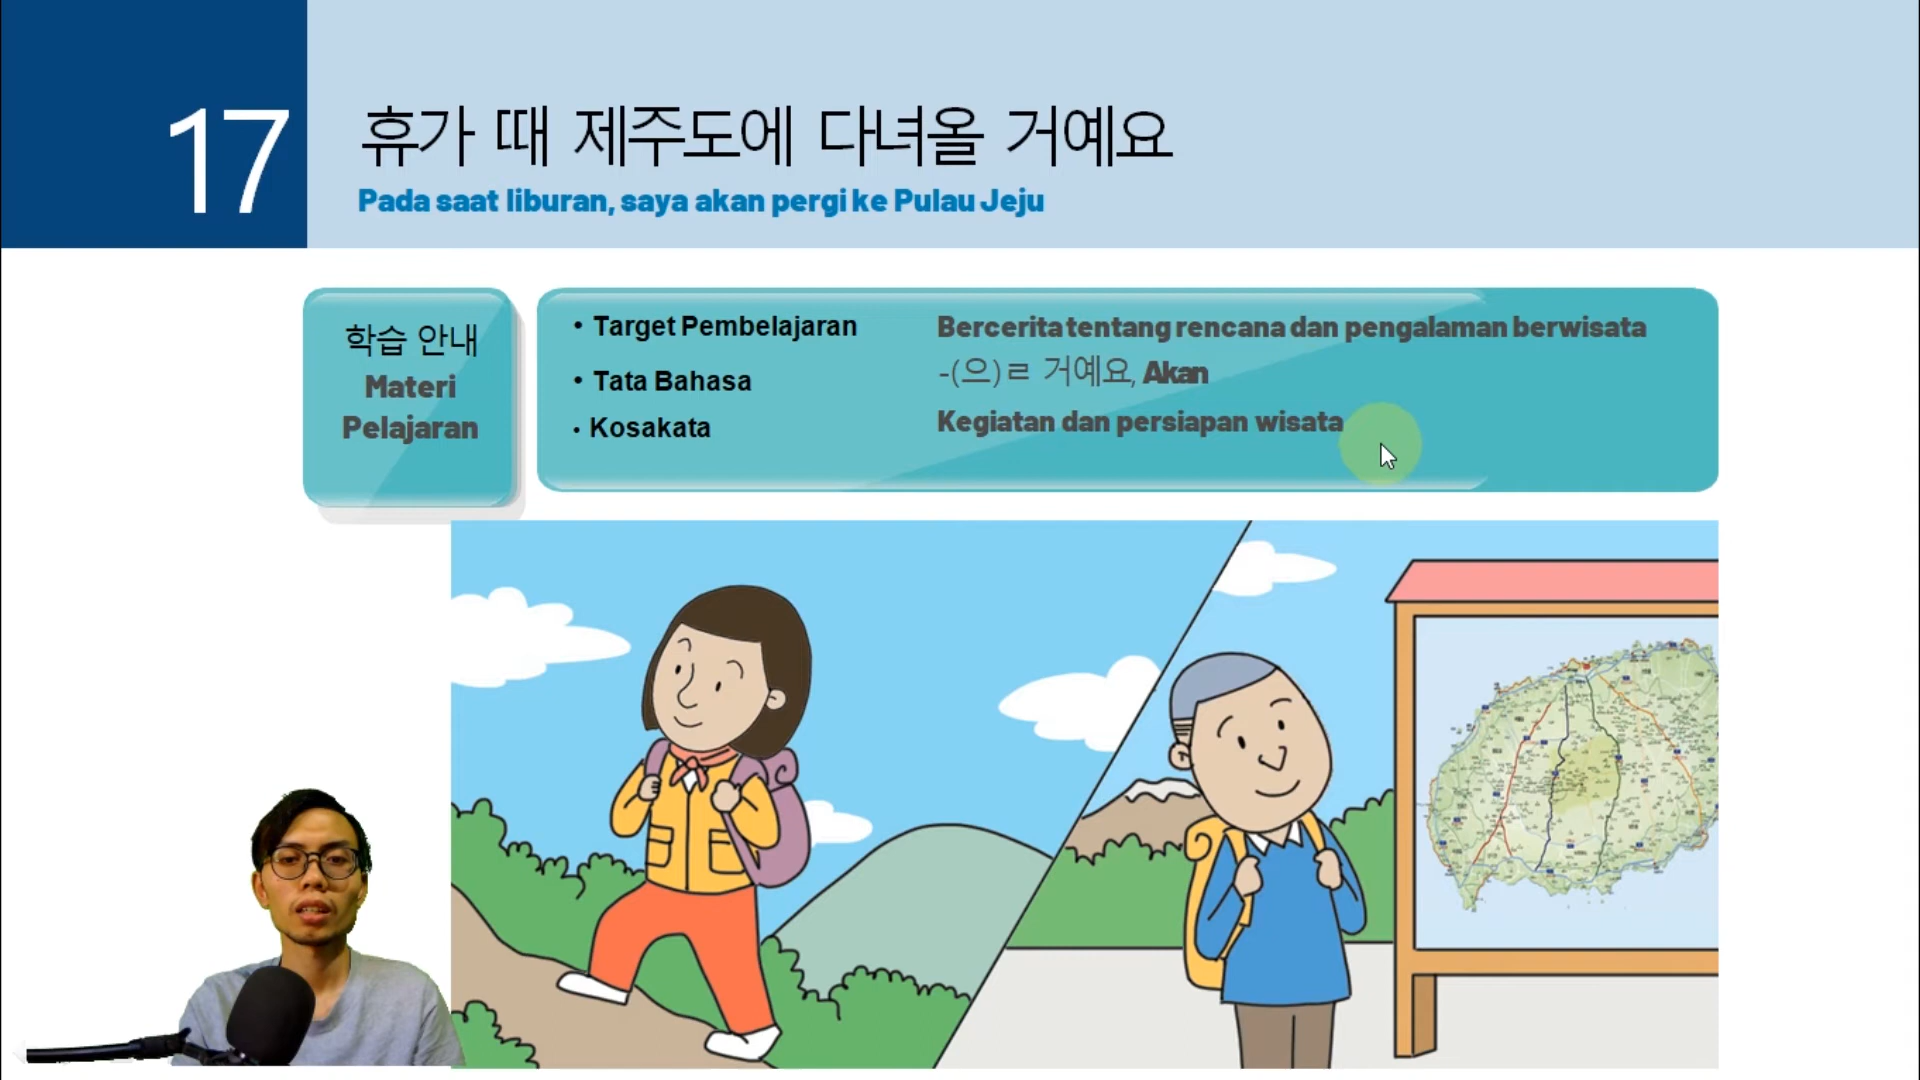 17
휴가 때 제주도에 다녀올 거예요
Pada saat liburan, saya akan pergi ke Pulau Jeju
학습 안내
Materi
Pelajaran
• Target Pembelajaran
Bercerita tentang rencana dan pengalaman berwisata
• Tata Bahasa
-(으)ㄹ 거예요, Akan
• Kosakata
Kegiatan dan persiapan wisata